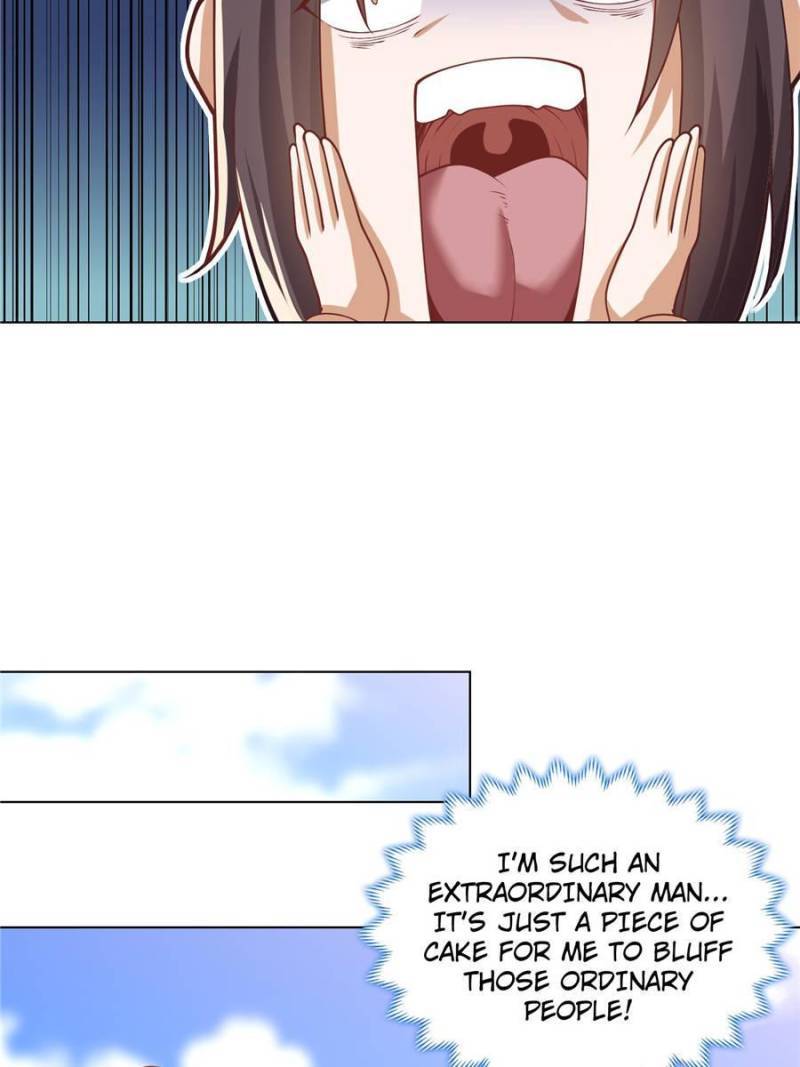 I'M SUCH AN
EXTRAORDINARY MAN...
IT'S JUST A PIECE OF
CAKE FOR ME TO BLUFF
THOSE ORDINARY
PEOPLE!